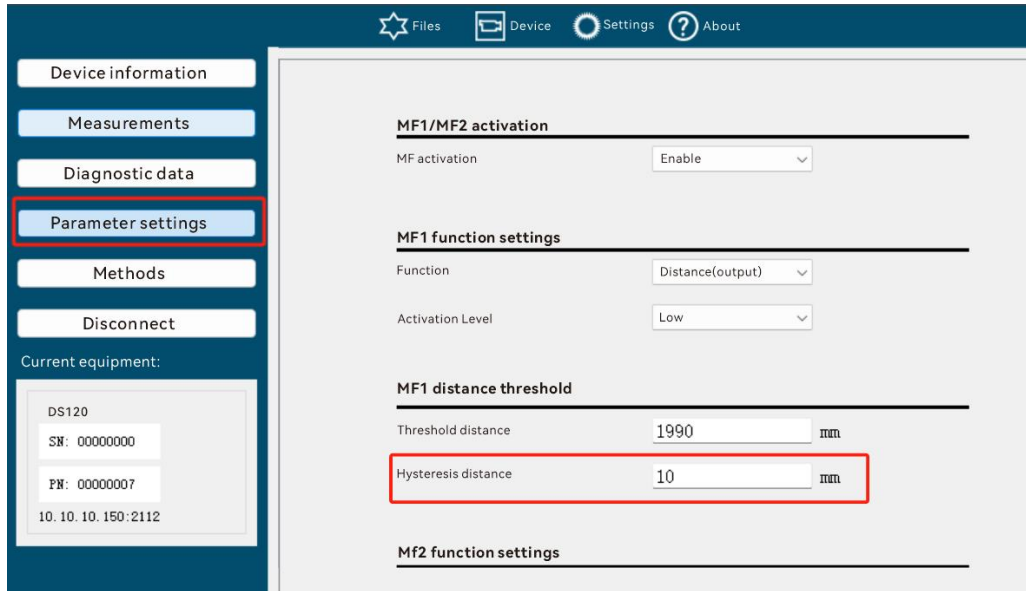 Files Device Settings ? About
Device information
Measurements
Diagnostic data
Parameter settings
Methods
Disconnect
Current equipment:
DS120
SN: 00000000
PN: 00000007
10.10.10.150:2112
MF1/MF2 activation
MF activation Enable
MF1 function settings
Function Distance(output)
Activation Level Low
MF1 distance threshold
Threshold distance 1990 mm
Hysteresis distance 10 mm
Mf2 function settings